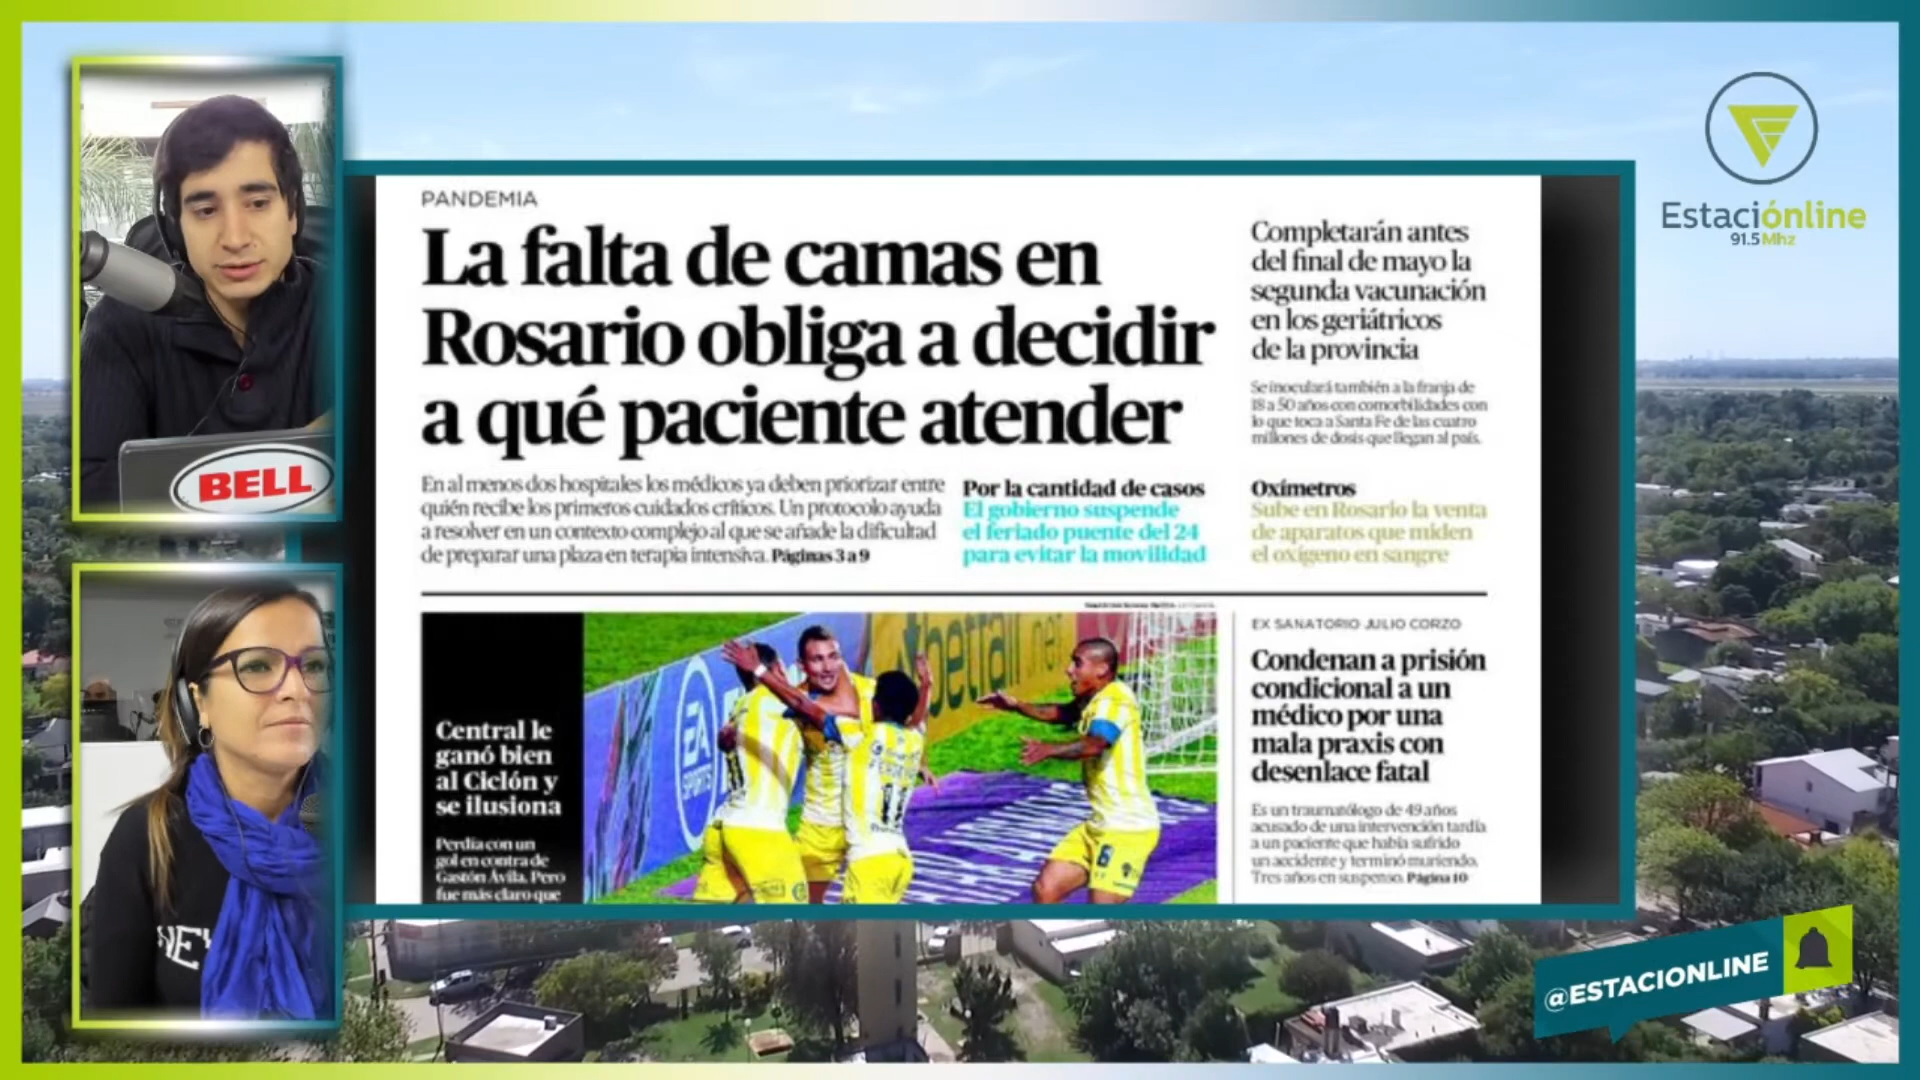 PANDEMIA
La falta de camas en
Rosario obliga a decidir
a qué paciente atender
En al menos dos hospitales los médicos ya deben priorizar entre
quién recibe los primeros cuidados críticos. Un protocolo ayuda
a resolver en un contexto complejo al que se añade la dificultad
de preparar una plaza en terapia intensiva. Páginas 3 a 9
Por la cantidad de casos
El gobierno suspende
el feriado puente del 24
para evitar la movilidad
Completarán antes
del final de mayo la
segunda vacunación
en los geriátricos
de la provincia
Se inoculará también a la franja de
18 a 50 años con comorbilidades con
lo que toca a Santa Fe de las cuatro
millones de dosis que llegan al país.
Oxímetros
Sube en Rosario la venta
de aparatos que miden
el oxígeno en sangre
Central le
ganó bien
al Ciclón y
se ilusiona
Perdía con un
gol en contra de
Gastón Ávila. Pero
fue más claro que
EA
SPORTS
betfair.net
11
6
EX SANATORIO JULIO CORZO
Condenan a prisión
condicional a un
médico por una
mala praxis con
desenlace fatal
Es un traumatólogo de 49 años
acusado de una intervención tardía
a un paciente que había sufrido
un accidente y terminó muriendo.
Tres años en suspenso. Página 10
BELL
Estaciónline
91.5 Mhz
@ESTACIONLINE